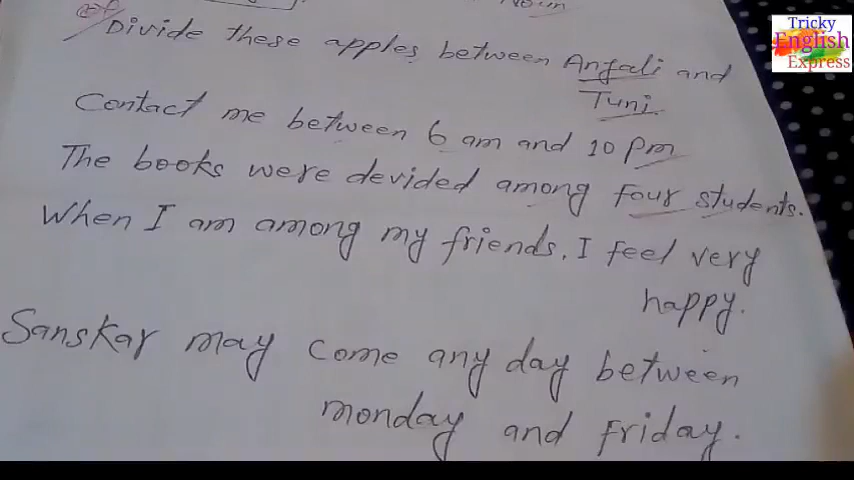 Noun
Tricky
English
Express
Divide these apples between Anjali and
Tuni.
Contact me between 6 am and 10 pm
The books were devided among four students.
When I am among my friends, I feel very
happy.
Sanskar may come any day between
monday and friday.